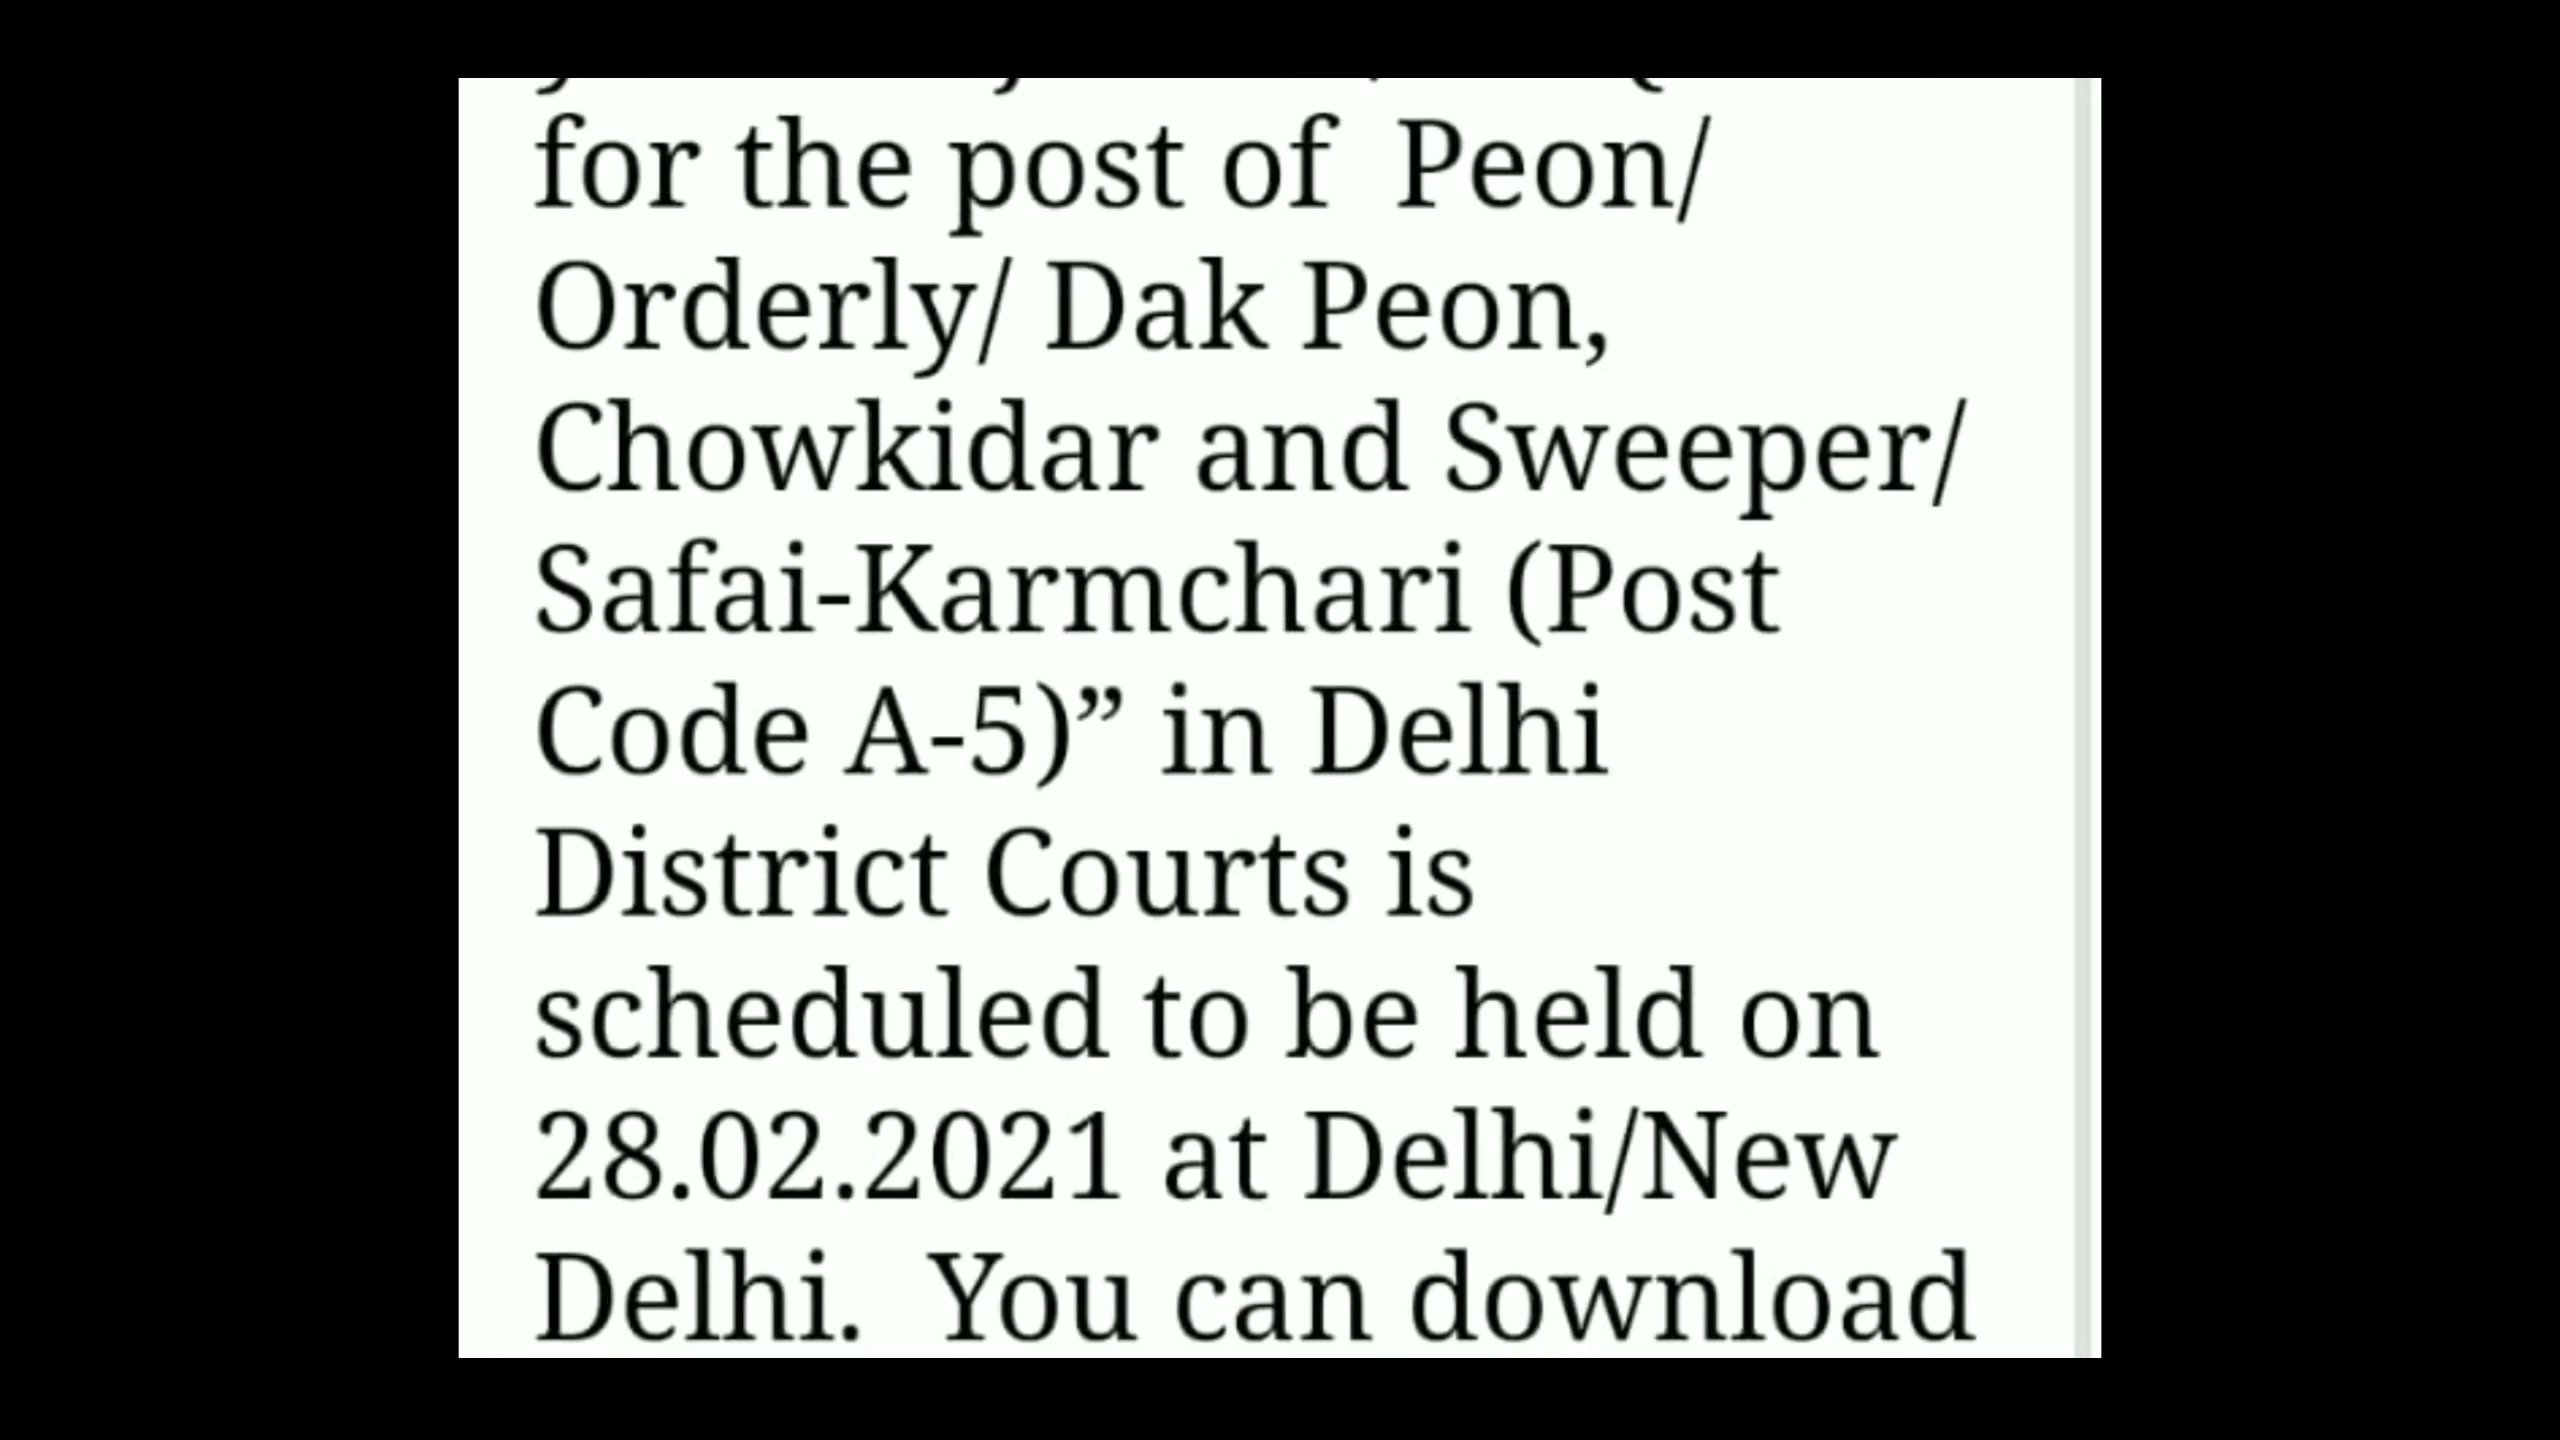 for the post of  Peon/
Orderly/ Dak Peon,
Chowkidar and Sweeper/
Safai-Karmchari (Post
Code A-5)” in Delhi
District Courts is
scheduled to be held on
28.02.2021 at Delhi/New
Delhi.  You can download